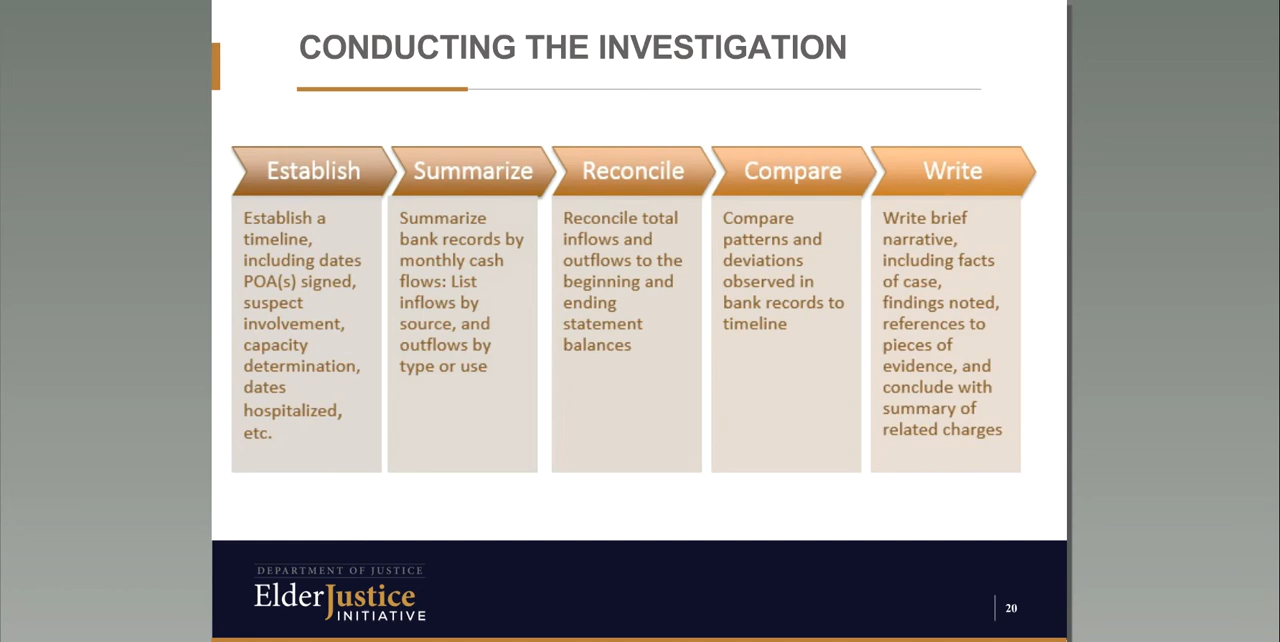 CONDUCTING THE INVESTIGATION
Establish
Establish a
timeline,
including dates
POA(s) signed,
suspect
involvement,
capacity
determination,
dates
hospitalized,
etc.
Summarize
Summarize
bank records by
monthly cash
flows: List
inflows by
source, and
outflows by
type or use
Reconcile
Reconcile total
inflows and
outflows to the
beginning and
ending
statement
balances
Compare
Compare
patterns and
deviations
observed in
bank records to
timeline
Write
Write brief
narrative,
including facts
of case,
findings noted,
references to
pieces of
evidence, and
conclude with
summary of
related charges
DEPARTMENT OF JUSTICE
ElderJustice
INITIATIVE
20